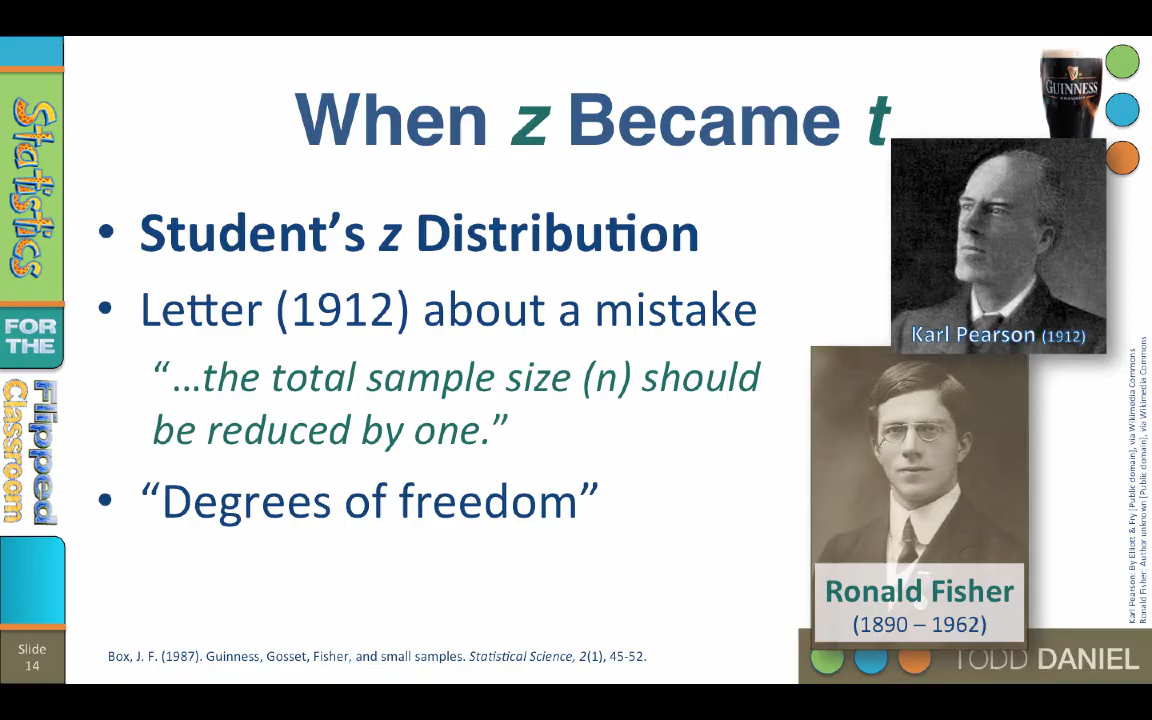 When z Became t
• Student’s z Distribution
• Letter (1912) about a mistake
“…the total sample size (n) should
be reduced by one.”
• “Degrees of freedom”
Box, J. F. (1987). Guinness, Gosset, Fisher, and small samples. Statistical Science, 2(1), 45-52.
Statistics
FOR
THE
Flipped
Classroom
Slide
14
GUINNESS
Karl Pearson (1912)
Ronald Fisher
(1890 – 1962)
Karl Pearson: By Elliott & Fry [Public domain], via Wikimedia Commons
Ronald Fisher: Author unknown [Public domain], via Wikimedia Commons
TODD DANIEL